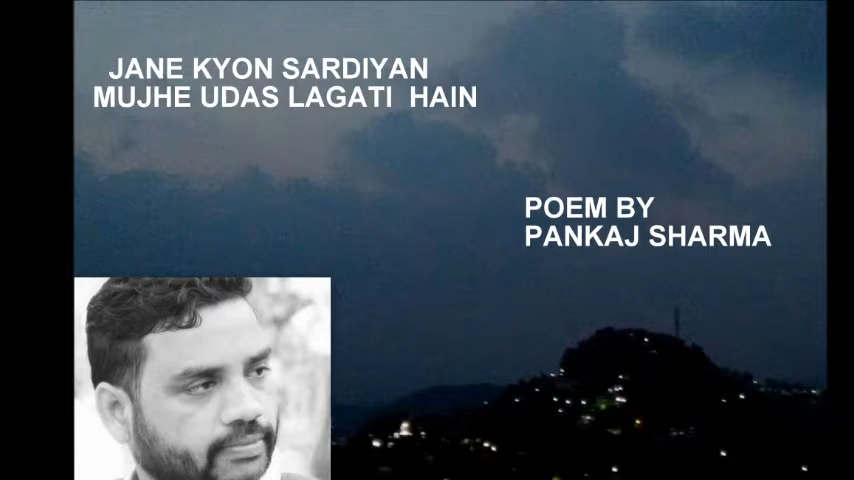 JANE KYON SARDIYAN
MUJHE UDAS LAGATI HAIN
POEM BY
PANKAJ SHARMA